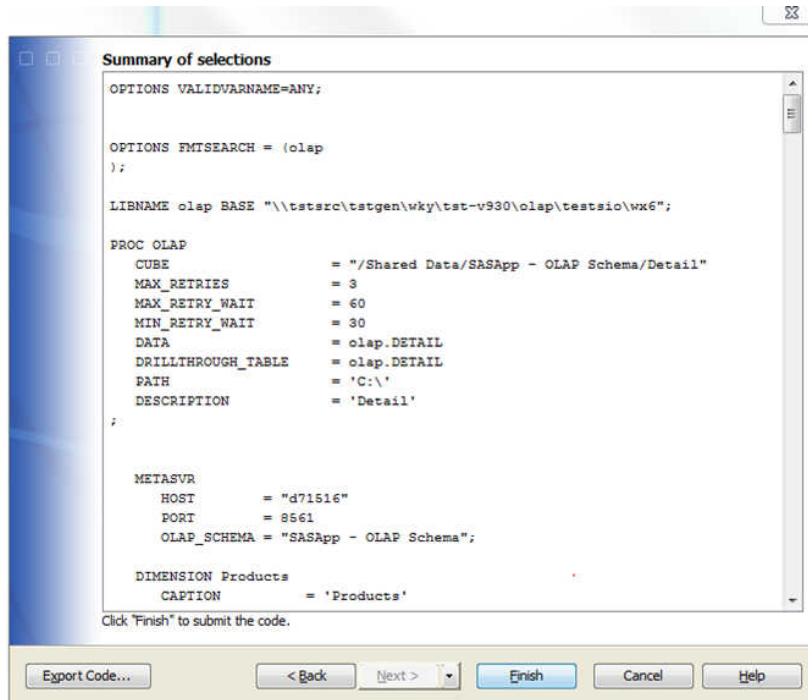 Summary of selections
OPTIONS VALIDVARNAME=ANY;
OPTIONS FMTSEARCH = (olap
);
LIBNAME olap BASE "\\tstsrc\tstgen\wky\tst-v930\olap\testsio\wx6";
PROC OLAP
CUBE = "/Shared Data/SASApp - OLAP Schema/Detail"
MAX_RETRIES = 3
MAX_RETRY_WAIT = 60
MIN_RETRY_WAIT = 30
DATA = olap.DETAIL
DRILLTHROUGH_TABLE = olap.DETAIL
PATH = 'C:\'
DESCRIPTION = 'Detail'
;
METASVR
HOST = "d71516"
PORT = 8561
OLAP_SCHEMA = "SASApp - OLAP Schema";
DIMENSION Products
CAPTION = 'Products'
Click "Finish" to submit the code.
Export Code... < Back Next > Finish Cancel Help